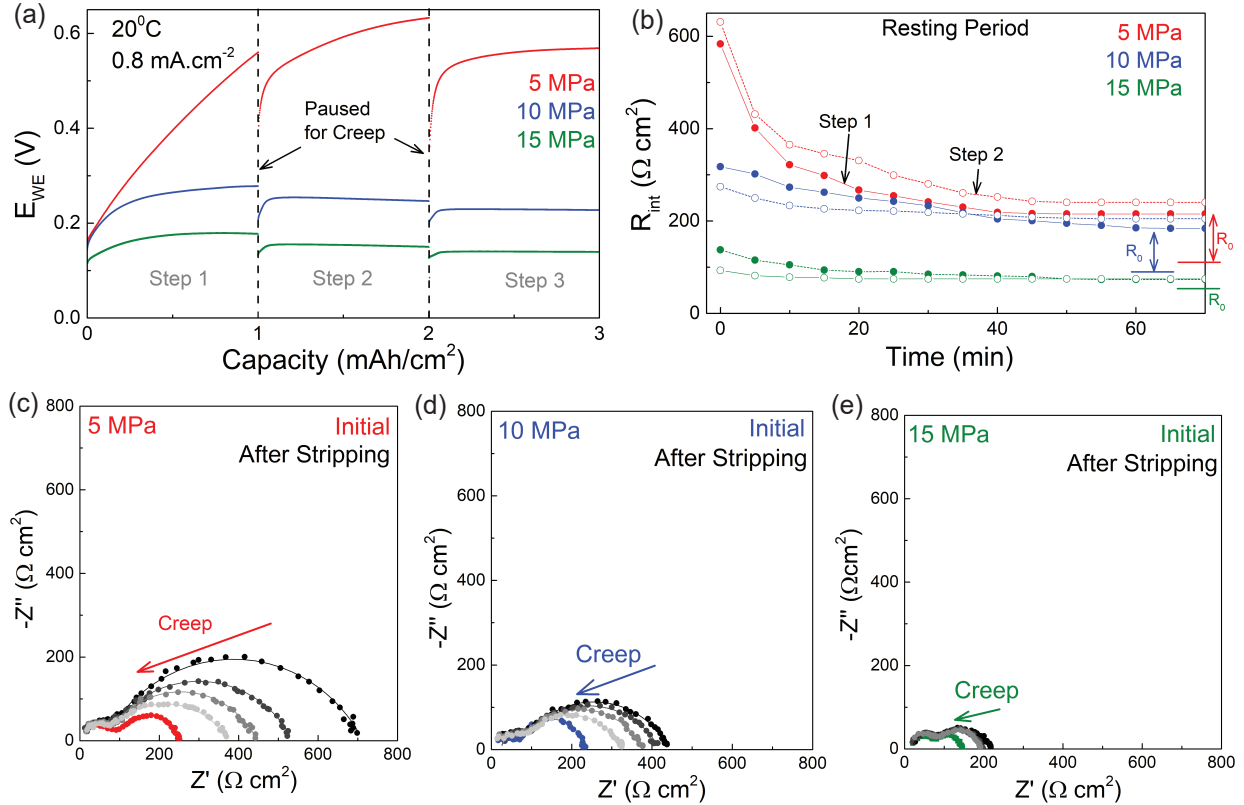 (a)
20⁰C
0.8 mA.cm⁻²
5 MPa
10 MPa
15 MPa
Paused
for Creep
Step 1
Step 2
Step 3
E_WE (V)
0.6
0.4
0.2
0.0
0
1
2
3
Capacity (mAh/cm²)
(b)
Resting Period
5 MPa
10 MPa
15 MPa
Step 1
Step 2
R₀
R₀
R₀
R_int (Ω cm²)
600
400
200
0
0
20
40
60
Time (min)
(c)
5 MPa
Initial
After Stripping
Creep
-Z'' (Ω cm²)
800
600
400
200
0
0
200
400
600
800
Z' (Ω cm²)
(d)
10 MPa
Initial
After Stripping
Creep
-Z'' (Ω cm²)
800
600
400
200
0
0
200
400
600
800
Z' (Ω cm²)
(e)
15 MPa
Initial
After Stripping
Creep
-Z'' (Ωcm²)
800
600
400
200
0
0
200
400
600
800
Z' (Ω cm²)